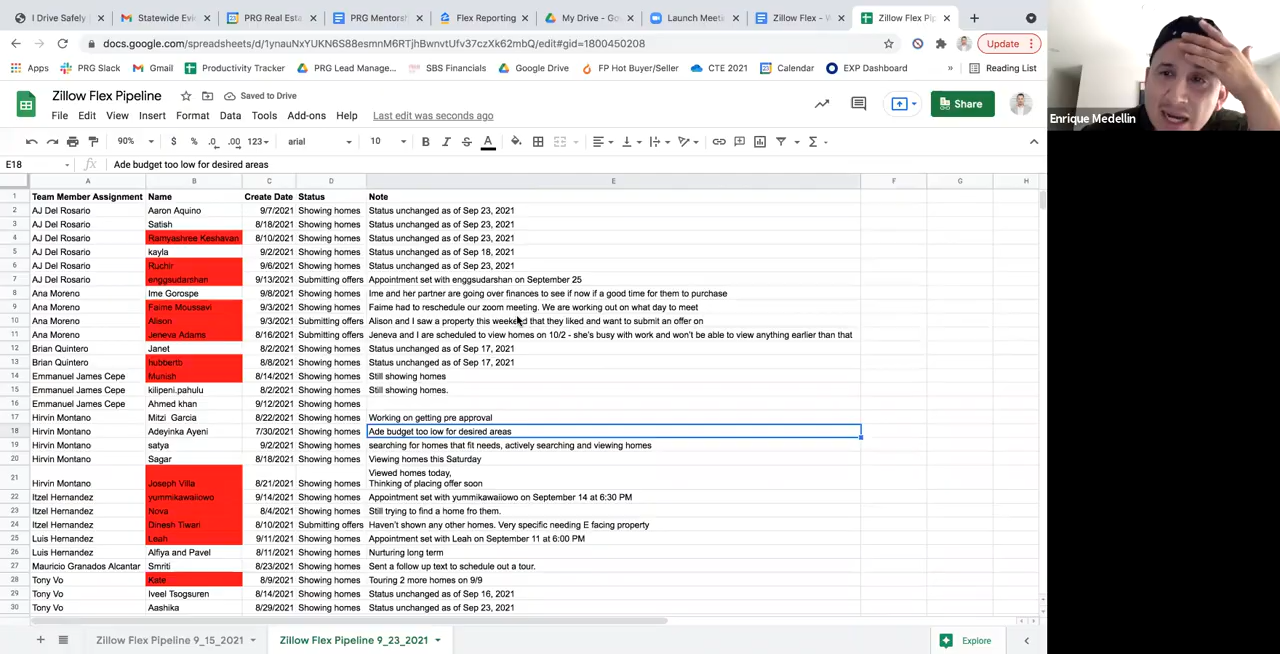 I Drive Safely
Statewide Evi
PRG Real Esta
PRG Mentors
Flex Reporting
My Drive - Go
Launch Meet
Zillow Flex - W
Zillow Flex Pip
docs.google.com/spreadsheets/d/1ynauNxYUKN6S88esmnM6RTjhBwnvtUfv37czXk62mbQ/edit#gid=1800450208
Update
Apps
PRG Slack
Gmail
Productivity Tracker
PRG Lead Manage...
SBS Financials
Google Drive
FP Hot Buyer/Seller
CTE 2021
Calendar
EXP Dashboard
»
Reading List
Zillow Flex Pipeline
Saved to Drive
File Edit View Insert Format Data Tools Add-ons Help Last edit was seconds ago
Share
90% $ % .0 .00 123 arial 10 B I S A
E18 fx Ade budget too low for desired areas
A B C D E F G H
1 Team Member Assignment Name Create Date Status Note
2 AJ Del Rosario Aaron Aquino 9/7/2021 Showing homes Status unchanged as of Sep 23, 2021
3 AJ Del Rosario Satish 8/18/2021 Showing homes Status unchanged as of Sep 23, 2021
4 AJ Del Rosario Ramyashree Keshavan 8/10/2021 Showing homes Status unchanged as of Sep 23, 2021
5 AJ Del Rosario kayla 9/2/2021 Showing homes Status unchanged as of Sep 18, 2021
6 AJ Del Rosario Ruchir 9/6/2021 Showing homes Status unchanged as of Sep 23, 2021
7 AJ Del Rosario enggsudarshan 9/13/2021 Submitting offers Appointment set with enggsudarshan on September 25
8 Ana Moreno Ime Gorospe 9/8/2021 Showing homes Ime and her partner are going over finances to see if now if a good time for them to purchase
9 Ana Moreno Faime Moussavi 9/3/2021 Showing homes Faime had to reschedule our zoom meeting. We are working out on what day to meet
10 Ana Moreno Alison 9/3/2021 Submitting offers Alison and I saw a property this weekend that they liked and want to submit an offer on
11 Ana Moreno Jeneva Adams 8/16/2021 Submitting offers Jeneva and I are scheduled to view homes on 10/2 - she's busy with work and won't be able to view anything earlier than that
12 Brian Quintero Janet 8/2/2021 Showing homes Status unchanged as of Sep 17, 2021
13 Brian Quintero hubberto 8/8/2021 Showing homes Status unchanged as of Sep 17, 2021
14 Emmanuel James Cepe Munish 8/14/2021 Showing homes Still showing homes
15 Emmanuel James Cepe kilipeni.pahulu 8/2/2021 Showing homes Still showing homes.
16 Emmanuel James Cepe Ahmed khan 9/12/2021 Showing homes
17 Hirvin Montano Mitzi Garcia 8/22/2021 Showing homes Working on getting pre approval
18 Hirvin Montano Adeyinka Ayeni 7/30/2021 Showing homes Ade budget too low for desired areas
19 Hirvin Montano satya 9/2/2021 Showing homes searching for homes that fit needs, actively searching and viewing homes
20 Hirvin Montano Sagar 8/18/2021 Showing homes Viewing homes this Saturday
Viewed homes today,
21 Hirvin Montano Joseph Villa 8/21/2021 Showing homes Thinking of placing offer soon
22 Itzel Hernandez yummikawaiiowo 9/14/2021 Showing homes Appointment set with yummikawaiiowo on September 14 at 6:30 PM
23 Itzel Hernandez Nova 8/4/2021 Showing homes Still trying to find a home fro them.
24 Itzel Hernandez Dinesh Tiwari 8/10/2021 Submitting offers Haven't shown any other homes. Very specific needing E facing property
25 Luis Hernandez Leah 9/11/2021 Showing homes Appointment set with Leah on September 11 at 6:00 PM
26 Luis Hernandez Alfiya and Pavel 8/11/2021 Showing homes Nurturing long term
27 Mauricio Granados Alcantar Smriti 8/23/2021 Showing homes Sent a follow up text to schedule out a tour.
28 Tony Vo Kate 8/9/2021 Showing homes Touring 2 more homes on 9/9
29 Tony Vo Iveel Tsogsuren 8/14/2021 Showing homes Status unchanged as of Sep 16, 2021
30 Tony Vo Aashika 8/29/2021 Showing homes Status unchanged as of Sep 23, 2021
Zillow Flex Pipeline 9_15_2021
Zillow Flex Pipeline 9_23_2021
Explore
Enrique Medellin